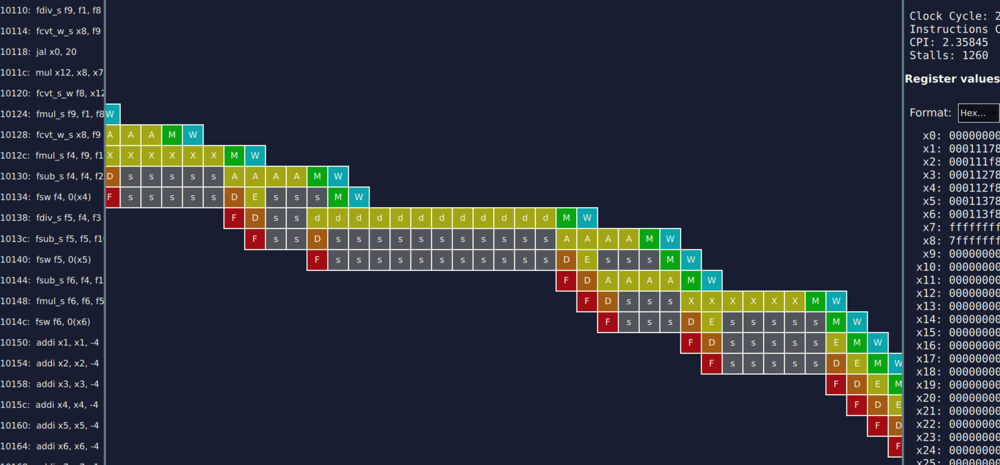 10110: fdiv_s f9, f1, f8
10114: fcvt_w_s x8, f9
10118: jal x0, 20
1011c: mul x12, x8, x7
10120: fcvt_s_w f8, x12
10124: fmul_s f9, f1, f8 W
10128: fcvt_w_s x8, f9 A A A M W
1012c: fmul_s f4, f9, f1 X X X X X X M W
10130: fsub_s f4, f4, f2 D s s s s s A A A A M W
10134: fsw f4, 0(x4) F s s s s s D E s s s M W
10138: fdiv_s f5, f4, f3 F D s s d d d d d d d d d d d d M W
1013c: fsub_s f5, f5, f1 F s s D s s s s s s s s s s s A A A A M W
10140: fsw f5, 0(x5) F s s s s s s s s s s s D E s s s M W
10144: fsub_s f6, f4, f1 F D A A A A M W
10148: fmul_s f6, f6, f5 F D s s s X X X X X X M W
1014c: fsw f6, 0(x6) F s s s D E s s s s s M W
10150: addi x1, x1, -4 F D s s s s s E M W
10154: addi x2, x2, -4 F s s s s s D E M W
10158: addi x3, x3, -4 F D E M
1015c: addi x4, x4, -4 F D E
10160: addi x5, x5, -4 F D
10164: addi x6, x6, -4 F
Clock Cycle: 2
Instructions C
CPI: 2.35845
Stalls: 1260
Register values
Format: Hex...
x0: 00000000
x1: 00011178
x2: 000111f8
x3: 00011278
x4: 000112f8
x5: 00011378
x6: 000113f8
x7: ffffffff
x8: 7fffffff
x9: 00000000
x10: 00000000
x11: 00000000
x12: 00000000
x13: 00000000
x14: 00000000
x15: 00000000
x16: 00000000
x17: 00000000
x18: 00000000
x19: 00000000
x20: 00000000
x21: 00000000
x22: 00000000
x23: 00000000
x24: 00000000